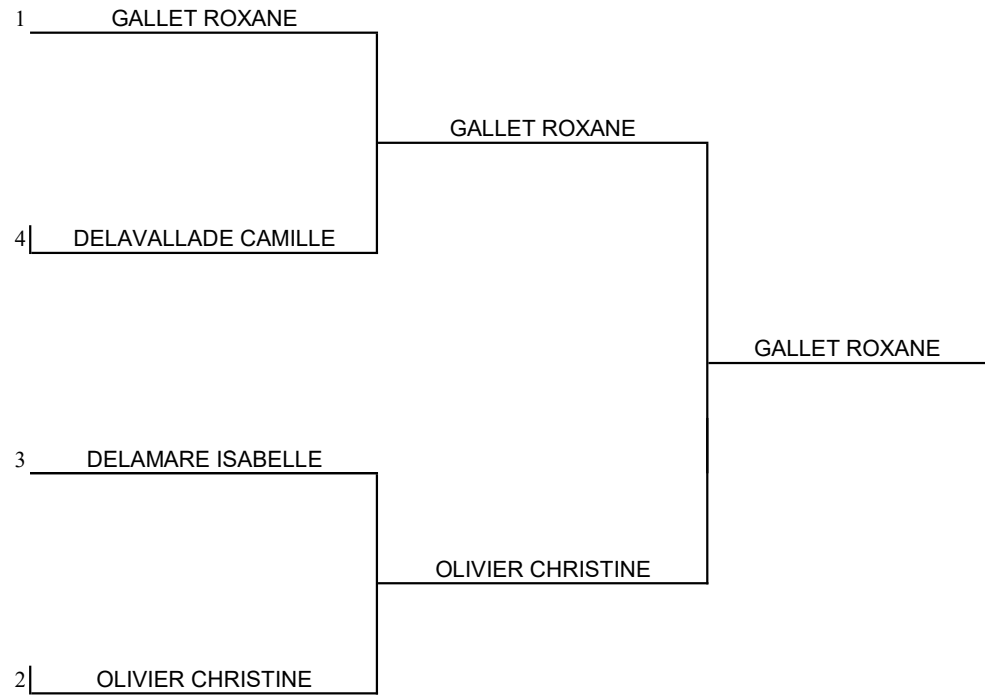 1 GALLET ROXANE
GALLET ROXANE
4 DELAVALLADE CAMILLE
GALLET ROXANE
3 DELAMARE ISABELLE
OLIVIER CHRISTINE
2 OLIVIER CHRISTINE